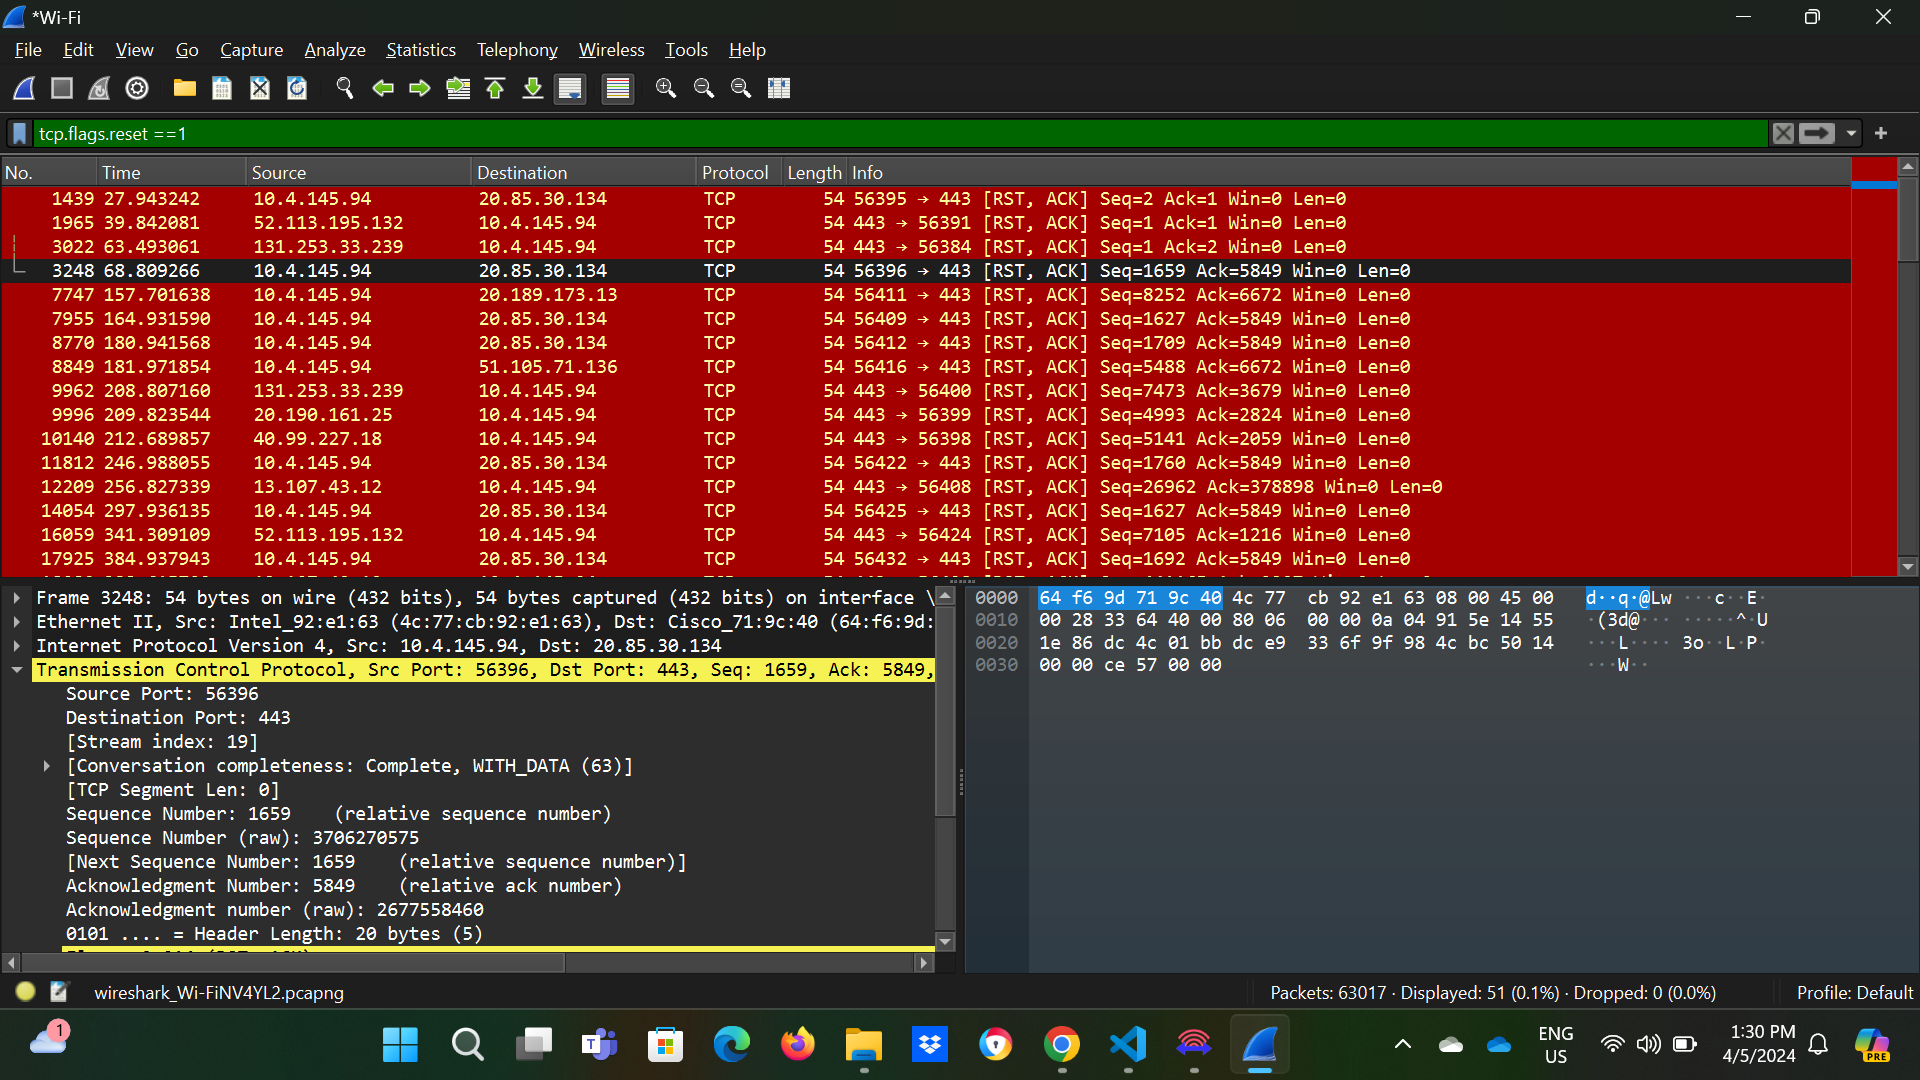 *Wi-Fi
File Edit View Go Capture Analyze Statistics Telephony Wireless Tools Help
tcp.flags.reset ==1
No. Time Source Destination Protocol Length Info
1439 27.943242 10.4.145.94 20.85.30.134 TCP 54 56395 → 443 [RST, ACK] Seq=2 Ack=1 Win=0 Len=0
1965 39.842081 52.113.195.132 10.4.145.94 TCP 54 443 → 56391 [RST, ACK] Seq=1 Ack=1 Win=0 Len=0
3022 63.493061 131.253.33.239 10.4.145.94 TCP 54 443 → 56384 [RST, ACK] Seq=1 Ack=2 Win=0 Len=0
3248 68.809266 10.4.145.94 20.85.30.134 TCP 54 56396 → 443 [RST, ACK] Seq=1659 Ack=5849 Win=0 Len=0
7747 157.701638 10.4.145.94 20.189.173.13 TCP 54 56411 → 443 [RST, ACK] Seq=8252 Ack=6672 Win=0 Len=0
7955 164.931590 10.4.145.94 20.85.30.134 TCP 54 56409 → 443 [RST, ACK] Seq=1627 Ack=5849 Win=0 Len=0
8770 180.941568 10.4.145.94 20.85.30.134 TCP 54 56412 → 443 [RST, ACK] Seq=1709 Ack=5849 Win=0 Len=0
8849 181.971854 10.4.145.94 51.105.71.136 TCP 54 56416 → 443 [RST, ACK] Seq=5488 Ack=6672 Win=0 Len=0
9962 208.807160 131.253.33.239 10.4.145.94 TCP 54 443 → 56400 [RST, ACK] Seq=7473 Ack=3679 Win=0 Len=0
9996 209.823544 20.190.161.25 10.4.145.94 TCP 54 443 → 56399 [RST, ACK] Seq=4993 Ack=2824 Win=0 Len=0
10140 212.689857 40.99.227.18 10.4.145.94 TCP 54 443 → 56398 [RST, ACK] Seq=5141 Ack=2059 Win=0 Len=0
11812 246.988055 10.4.145.94 20.85.30.134 TCP 54 56422 → 443 [RST, ACK] Seq=1760 Ack=5849 Win=0 Len=0
12209 256.827339 13.107.43.12 10.4.145.94 TCP 54 443 → 56408 [RST, ACK] Seq=26962 Ack=378898 Win=0 Len=0
14054 297.936135 10.4.145.94 20.85.30.134 TCP 54 56425 → 443 [RST, ACK] Seq=1627 Ack=5849 Win=0 Len=0
16059 341.309109 52.113.195.132 10.4.145.94 TCP 54 443 → 56424 [RST, ACK] Seq=7105 Ack=1216 Win=0 Len=0
17925 384.937943 10.4.145.94 20.85.30.134 TCP 54 56432 → 443 [RST, ACK] Seq=1692 Ack=5849 Win=0 Len=0
Frame 3248: 54 bytes on wire (432 bits), 54 bytes captured (432 bits) on interface \
Ethernet II, Src: Intel_92:e1:63 (4c:77:cb:92:e1:63), Dst: Cisco_71:9c:40 (64:f6:9d:
Internet Protocol Version 4, Src: 10.4.145.94, Dst: 20.85.30.134
Transmission Control Protocol, Src Port: 56396, Dst Port: 443, Seq: 1659, Ack: 5849,
Source Port: 56396
Destination Port: 443
[Stream index: 19]
[Conversation completeness: Complete, WITH_DATA (63)]
[TCP Segment Len: 0]
Sequence Number: 1659 (relative sequence number)
Sequence Number (raw): 3706270575
[Next Sequence Number: 1659 (relative sequence number)]
Acknowledgment Number: 5849 (relative ack number)
Acknowledgment number (raw): 2677558460
0101 .... = Header Length: 20 bytes (5)
0000 64 f6 9d 71 9c 40 4c 77 cb 92 e1 63 08 00 45 00 d··q·@Lw ···c··E·
0010 00 28 33 64 40 00 80 06 00 00 0a 04 91 5e 14 55 ·(3d@··· ·····^·U
0020 1e 86 dc 4c 01 bb dc e9 33 6f 9f 98 4c bc 50 14 ···L···· 3o··L·P·
0030 00 00 ce 57 00 00 ···W··
wireshark_Wi-FiNV4YL2.pcapng
Packets: 63017 · Displayed: 51 (0.1%) · Dropped: 0 (0.0%)
Profile: Default
1
T
ENG
US
1:30 PM
4/5/2024
PRE